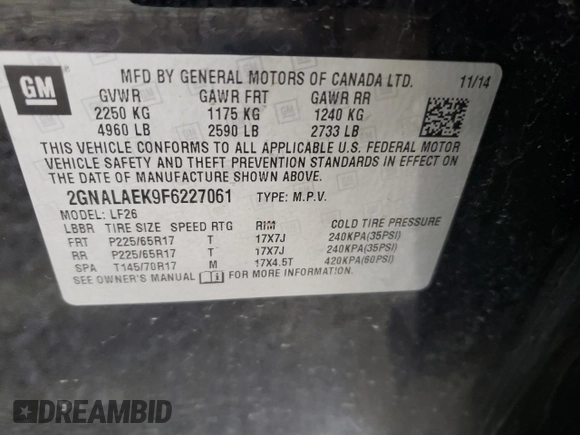 GM
MFD BY GENERAL MOTORS OF CANADA LTD. 11/14
GVWR GAWR FRT GAWR RR
2250 KG 1175 KG 1240 KG
4960 LB 2590 LB 2733 LB
THIS VEHICLE CONFORMS TO ALL APPLICABLE U.S. FEDERAL MOTOR
VEHICLE SAFETY AND THEFT PREVENTION STANDARDS IN EFFECT ON
THE DATE OF MANUFACTURE SHOWN ABOVE.
2GNALAEK9F6227061 TYPE: M.P.V.
MODEL: LF26
LBBR TIRE SIZE SPEED RTG RIM COLD TIRE PRESSURE
FRT P225/65R17 T 17X7J 240KPA(35PSI)
RR P225/65R17 T 17X7J 240KPA(35PSI)
SPA T145/70R17 M 17X4.5T 420KPA(60PSI)
SEE OWNER'S MANUAL
DREAMBID